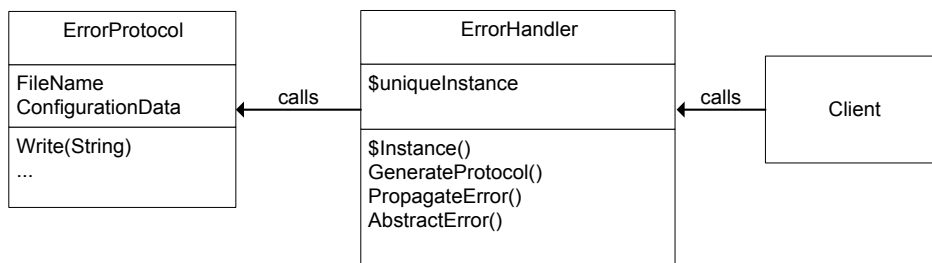 ErrorProtocol
FileName
ConfigurationData
Write(String)
...
calls
ErrorHandler
$uniqueInstance
$Instance()
GenerateProtocol()
PropagateError()
AbstractError()
calls
Client